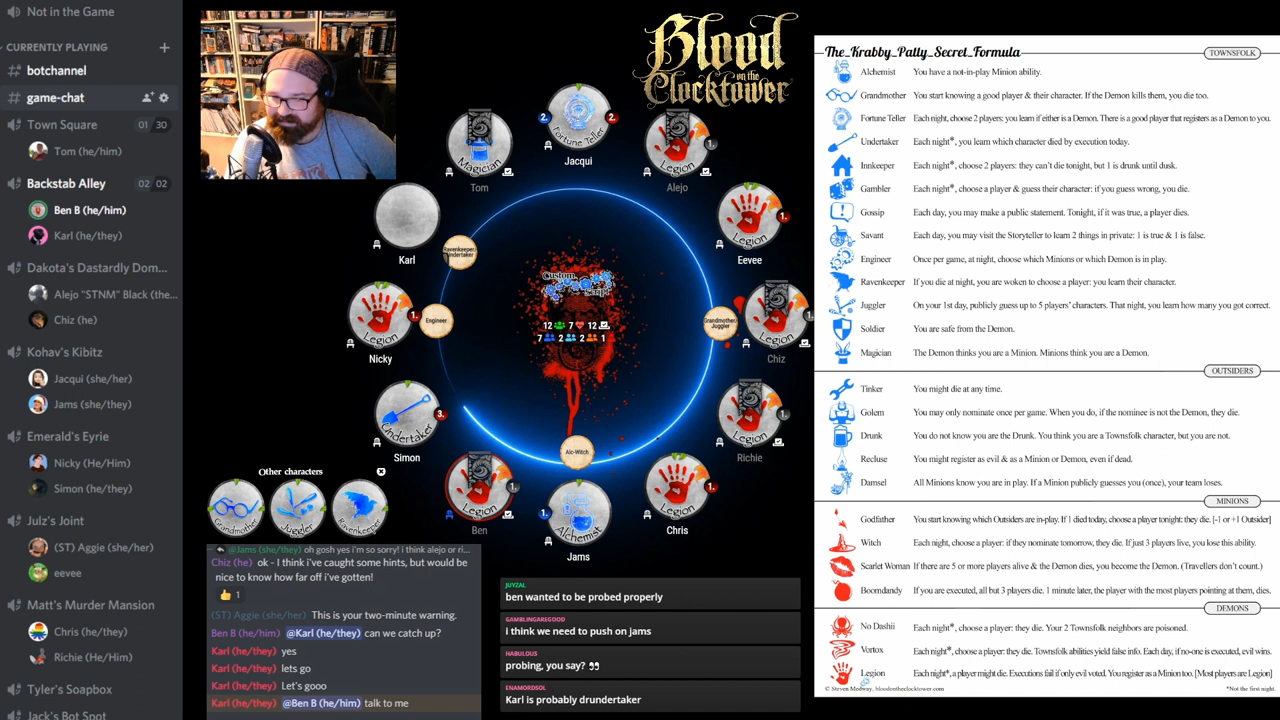 Not in the Game
CURRENTLY PLAYING
botchannel
game-chat
Town Square
01 30
Tom (he/him)
Backstab Alley
02 02
Ben B (he/him)
Karl (he/they)
Dakota's Dastardly Dom...
Alejo "STNM" Black (the...
Chiz (he)
Kohav's Kibitz
Jacqui (she/her)
Jams (she/they)
Emerald's Eyrie
Nicky (He/Him)
Simon (he/they)
Julz's Joint
(ST) Aggie (she/her)
eevee
Matt's Murder Mansion
Chris (he/they)
Richie (He/Him)
Tyler's Soapbox
Jack's Bot Spot
Blood
on the
Clocktower
Magician
Tom
2.
Fortune Teller
2.
Jacqui
Legion
1.
Alejo
Legion
1.
Eevee
Grandmother/
Juggler
Legion
1.
Chiz
Legion
1.
Richie
Legion
1.
Chris
Alc-Witch
1.
Alchemist
Jams
Legion
1.
Ben
Undertaker
3.
Simon
Legion
1.
Engineer
Nicky
Karl
Ravenkeeper/
Undertaker
Custom
Script
12 7 12
7 2 2 1
Other characters
Grandmother
Juggler
Ravenkeeper
@Jams (she/they) oh gosh yes i'm so sorry! i think alejo or ri...
Chiz (he) ok - I think i've caught some hints, but would be
nice to know how far off i've gotten!
1
(ST) Aggie (she/her) This is your two-minute warning.
Ben B (he/him) @Karl (he/they) can we catch up?
Karl (he/they) yes
Karl (he/they) lets go
Karl (he/they) Let's gooo
Karl (he/they) @Ben B (he/him) talk to me
JUYZAL
ben wanted to be probed properly
GAMBLINGAREGOOD
i think we need to push on jams
HABULOUS
probing, you say? 👀
ENAMORDSOL
Karl is probably drundertaker
The_Krabby_Patty_Secret_Formula
TOWNSFOLK
Alchemist You have a not-in-play Minion ability.
Grandmother You start knowing a good player & their character. If the Demon kills them, you die too.
Fortune Teller Each night, choose 2 players: you learn if either is a Demon. There is a good player that registers as a Demon to you.
Undertaker Each night*, you learn which character died by execution today.
Innkeeper Each night*, choose 2 players: they can't die tonight, but 1 is drunk until dusk.
Gambler Each night*, choose a player & guess their character: if you guess wrong, you die.
Gossip Each day, you may make a public statement. Tonight, if it was true, a player dies.
Savant Each day, you may visit the Storyteller to learn 2 things in private: 1 is true & 1 is false.
Engineer Once per game, at night, choose which Minions or which Demon is in play.
Ravenkeeper If you die at night, you are woken to choose a player: you learn their character.
Juggler On your 1st day, publicly guess up to 5 players' characters. That night, you learn how many you got correct.
Soldier You are safe from the Demon.
Magician The Demon thinks you are a Minion. Minions think you are a Demon.
OUTSIDERS
Tinker You might die at any time.
Golem You may only nominate once per game. When you do, if the nominee is not the Demon, they die.
Drunk You do not know you are the Drunk. You think you are a Townsfolk character, but you are not.
Recluse You might register as evil & as a Minion or Demon, even if dead.
Damsel All Minions know you are in play. If a Minion publicly guesses you (once), your team loses.
MINIONS
Godfather You start knowing which Outsiders are in-play. If 1 died today, choose a player tonight: they die. [-1 or +1 Outsider]
Witch Each night, choose a player: if they nominate tomorrow, they die. If just 3 players live, you lose this ability.
Scarlet Woman If there are 5 or more players alive & the Demon dies, you become the Demon. (Travellers don't count.)
Boomdandy If you are executed, all but 3 players die. 1 minute later, the player with the most players pointing at them, dies.
DEMONS
No Dashii Each night*, choose a player: they die. Your 2 Townsfolk neighbors are poisoned.
Vortox Each night*, choose a player: they die. Townsfolk abilities yield false info. Each day, if no-one is executed, evil wins.
Legion Each night*, a player might die. Executions fail if only evil voted. You register as a Minion too. [Most players are Legion]
© Steven Medway, bloodontheclocktower.com
*Not the first night.